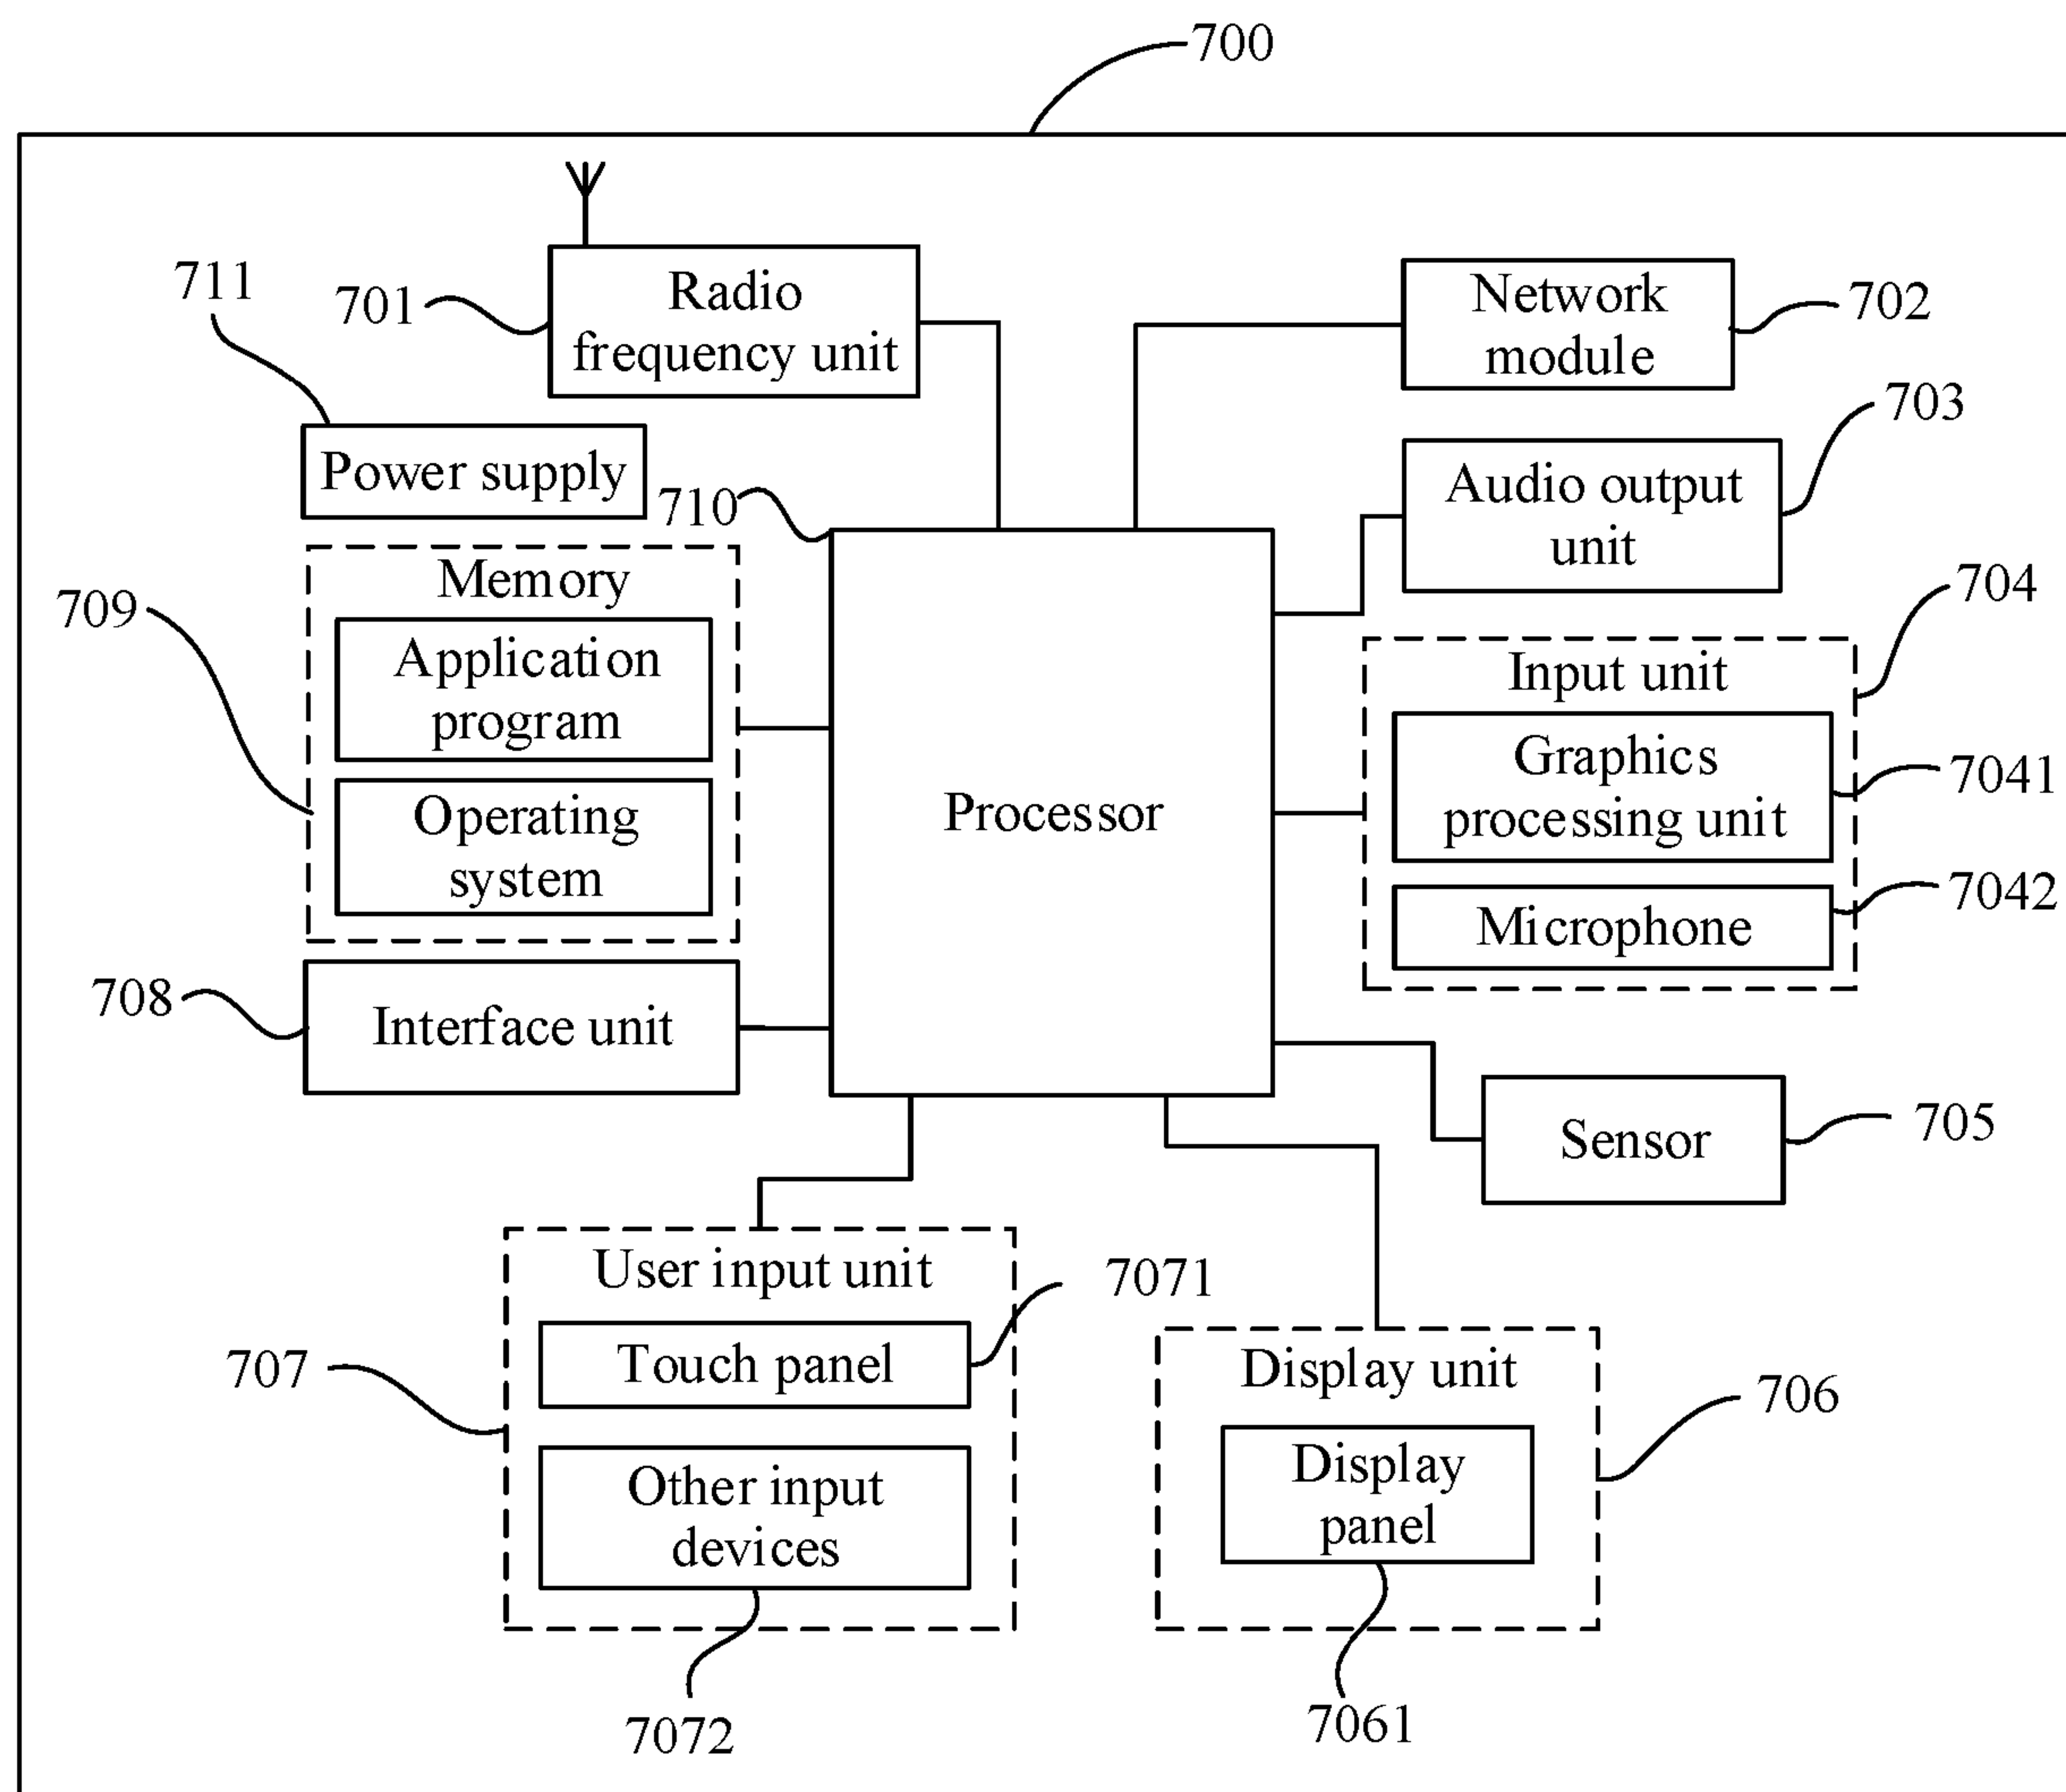 700
711
701
Radio
frequency unit
Network
module
702
703
Power supply
710
Audio output
unit
704
Memory
709
Application
program
Operating
system
Processor
Input unit
Graphics
processing unit
7041
Microphone
7042
708
Interface unit
Sensor
705
User input unit
7071
707
Touch panel
Other input
devices
7072
Display unit
706
Display
panel
7061